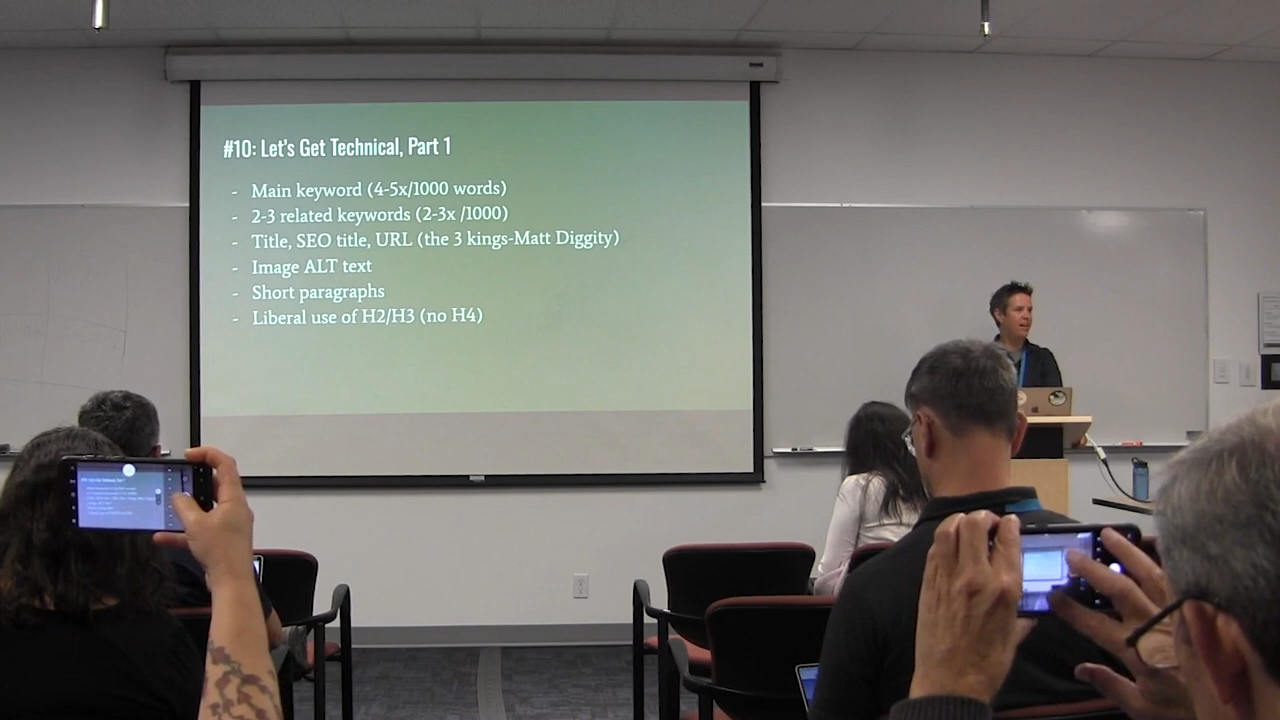 #10: Let's Get Technical, Part 1
- Main keyword (4-5x/1000 words)
- 2-3 related keywords (2-3x /1000)
- Title, SEO title, URL (the 3 kings-Matt Diggity)
- Image ALT text
- Short paragraphs
- Liberal use of H2/H3 (no H4)